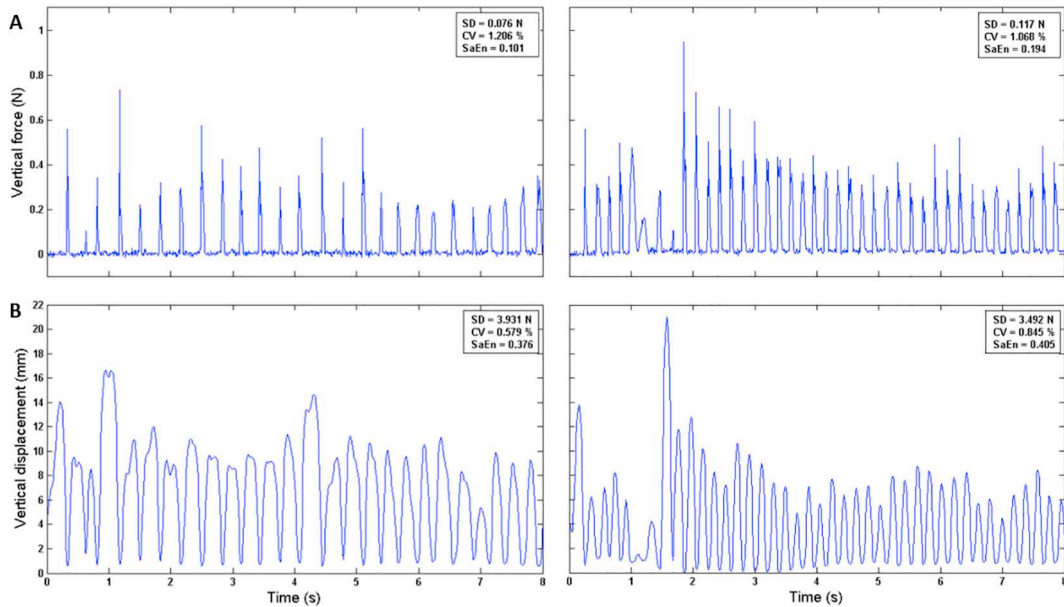 A
Vertical force (N)
1
0.8
0.6
0.4
0.2
0
SD = 0.076 N
CV = 1.206 %
SaEn = 0.101
SD = 0.117 N
CV = 1.068 %
SaEn = 0.194
B
Vertical displacement (mm)
22
20
18
16
14
12
10
8
6
4
2
0
SD = 3.931 N
CV = 0.579 %
SaEn = 0.376
SD = 3.492 N
CV = 0.845 %
SaEn = 0.405
0 1 2 3 4 5 6 7 8
Time (s)
0 1 2 3 4 5 6 7 8
Time (s)